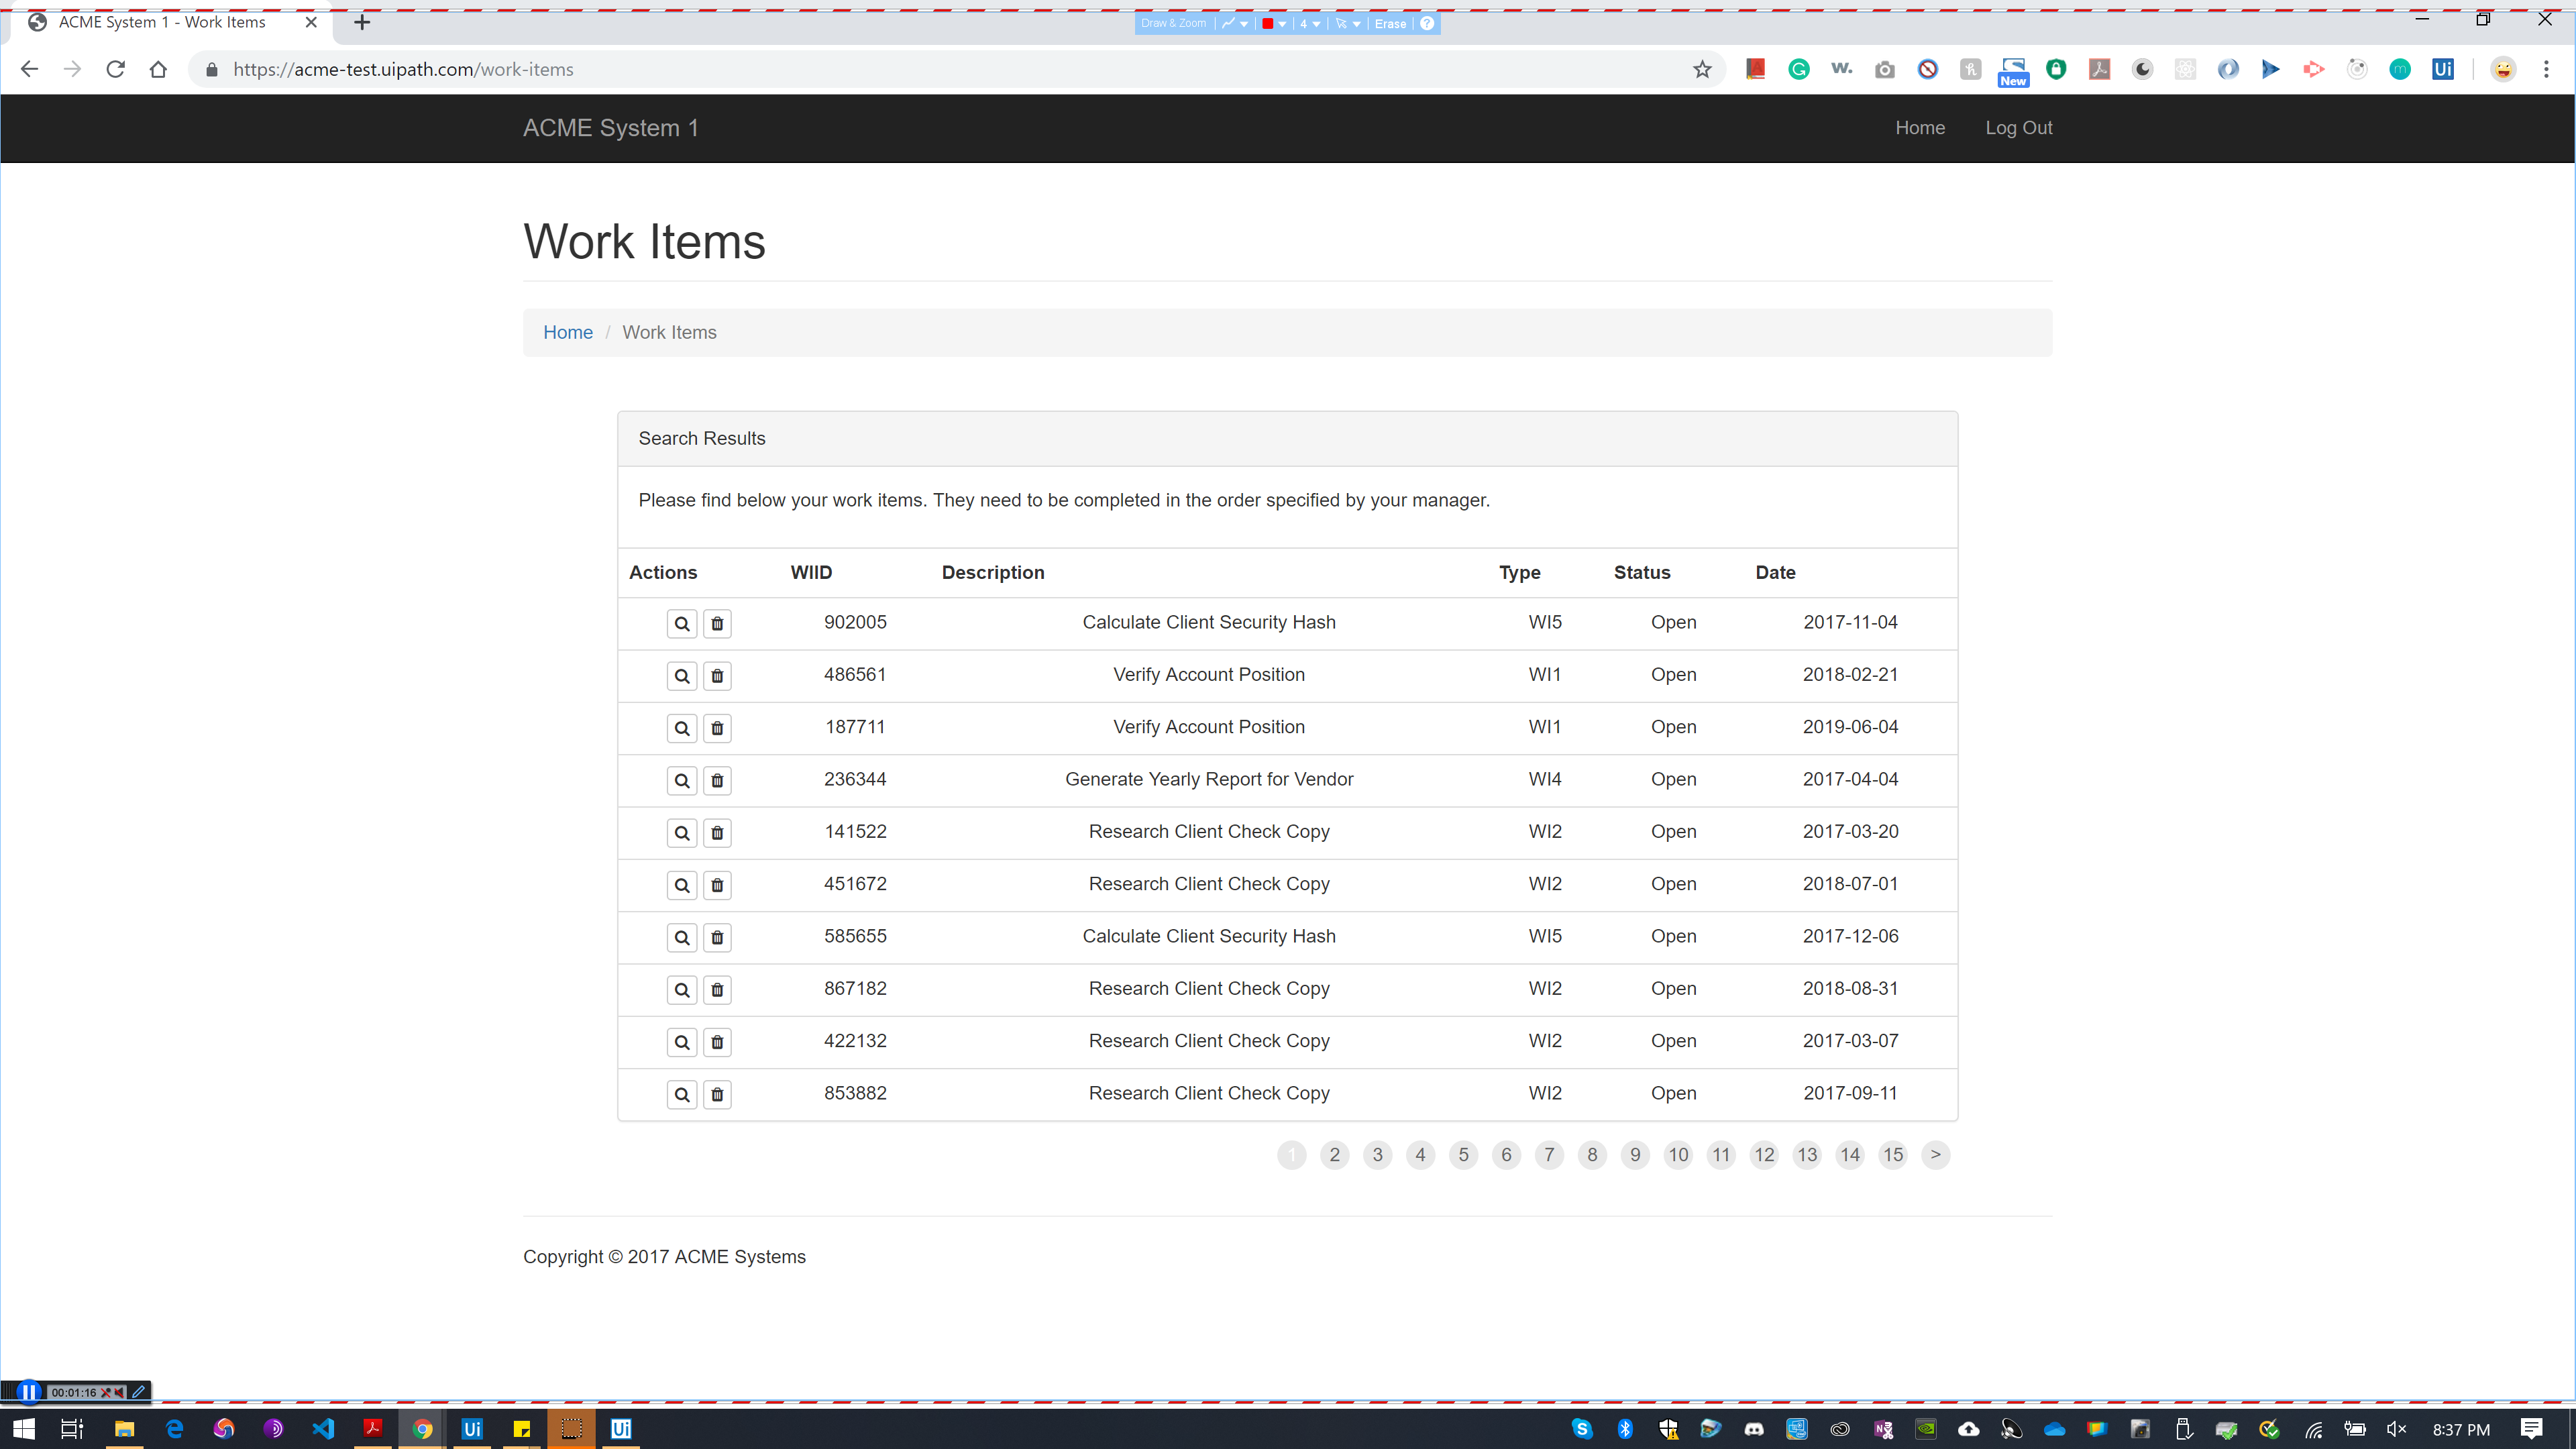 ACME System 1 - Work Items
Draw & Zoom 4 Erase ?
https://acme-test.uipath.com/work-items
W. New m Ui
ACME System 1 Home Log Out
Work Items
Home / Work Items
Search Results
Please find below your work items. They need to be completed in the order specified by your manager.
Actions WIID Description Type Status Date
902005 Calculate Client Security Hash WI5 Open 2017-11-04
486561 Verify Account Position WI1 Open 2018-02-21
187711 Verify Account Position WI1 Open 2019-06-04
236344 Generate Yearly Report for Vendor WI4 Open 2017-04-04
141522 Research Client Check Copy WI2 Open 2017-03-20
451672 Research Client Check Copy WI2 Open 2018-07-01
585655 Calculate Client Security Hash WI5 Open 2017-12-06
867182 Research Client Check Copy WI2 Open 2018-08-31
422132 Research Client Check Copy WI2 Open 2017-03-07
853882 Research Client Check Copy WI2 Open 2017-09-11
1 2 3 4 5 6 7 8 9 10 11 12 13 14 15 >
Copyright © 2017 ACME Systems
00:01:16
Ui Ui S N 8:37 PM